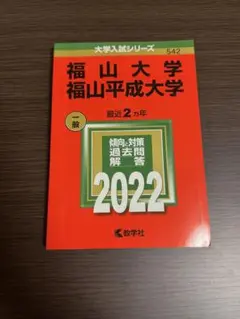 大学入試シリーズ
542
福山大学
福山平成大学
最近2カ年
一般
傾向と対策
過去問
解答
2022
教学社